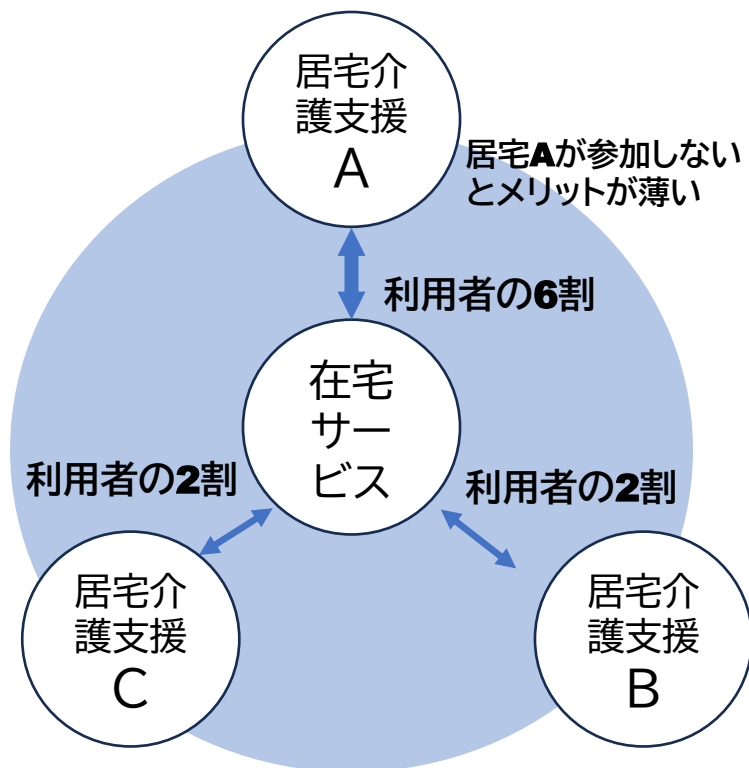 居宅介
護支援
A
居宅Aが参加しない
とメリットが薄い
利用者の6割
在宅
サー
ビス
利用者の2割
利用者の2割
居宅介
護支援
C
居宅介
護支援
B